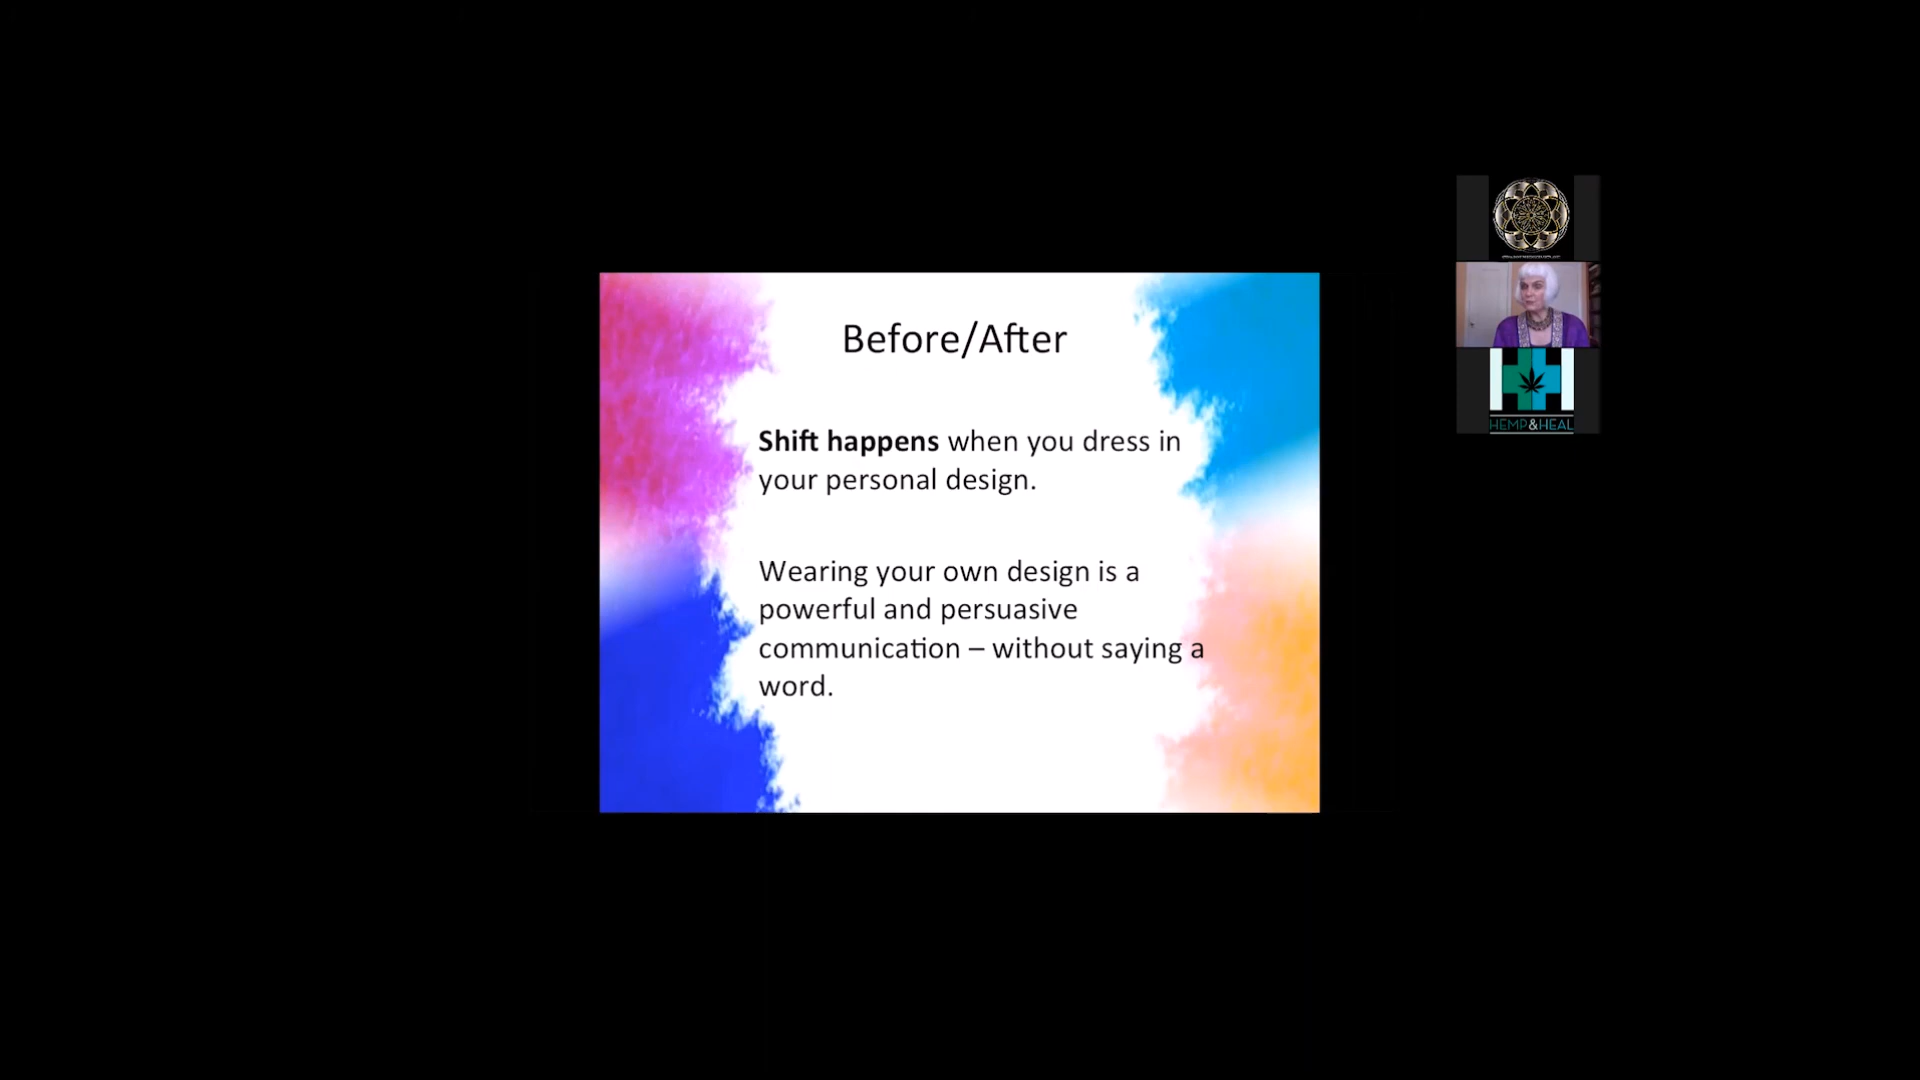 Before/After
Shift happens when you dress in
your personal design.
Wearing your own design is a
powerful and persuasive
communication – without saying a
word.
HEMP&HEAL